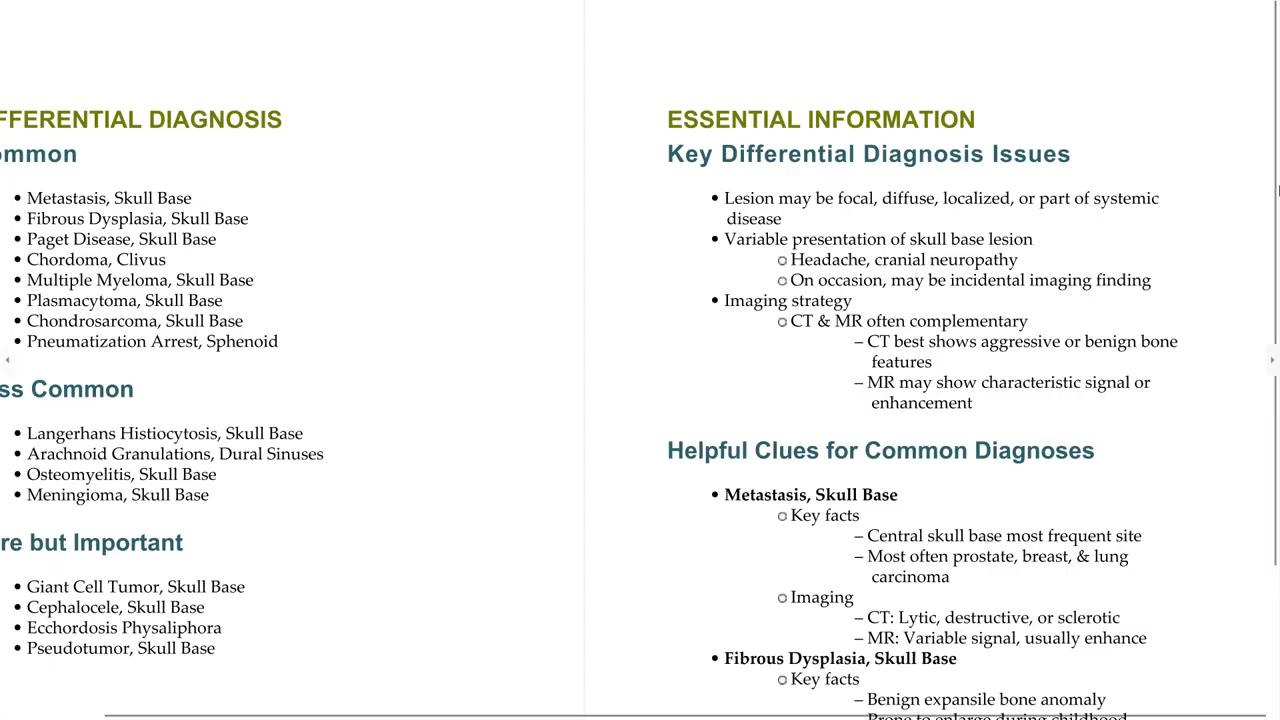 FFERENTIAL DIAGNOSIS
ommon
• Metastasis, Skull Base
• Fibrous Dysplasia, Skull Base
• Paget Disease, Skull Base
• Chordoma, Clivus
• Multiple Myeloma, Skull Base
• Plasmacytoma, Skull Base
• Chondrosarcoma, Skull Base
• Pneumatization Arrest, Sphenoid
ss Common
• Langerhans Histiocytosis, Skull Base
• Arachnoid Granulations, Dural Sinuses
• Osteomyelitis, Skull Base
• Meningioma, Skull Base
re but Important
• Giant Cell Tumor, Skull Base
• Cephalocele, Skull Base
• Ecchordosis Physaliphora
• Pseudotumor, Skull Base
ESSENTIAL INFORMATION
Key Differential Diagnosis Issues
• Lesion may be focal, diffuse, localized, or part of systemic
disease
• Variable presentation of skull base lesion
○ Headache, cranial neuropathy
○ On occasion, may be incidental imaging finding
• Imaging strategy
○ CT & MR often complementary
– CT best shows aggressive or benign bone
features
– MR may show characteristic signal or
enhancement
Helpful Clues for Common Diagnoses
• Metastasis, Skull Base
○ Key facts
– Central skull base most frequent site
– Most often prostate, breast, & lung
carcinoma
○ Imaging
– CT: Lytic, destructive, or sclerotic
– MR: Variable signal, usually enhance
• Fibrous Dysplasia, Skull Base
○ Key facts
– Benign expansile bone anomaly
– Prone to enlarge during childhood